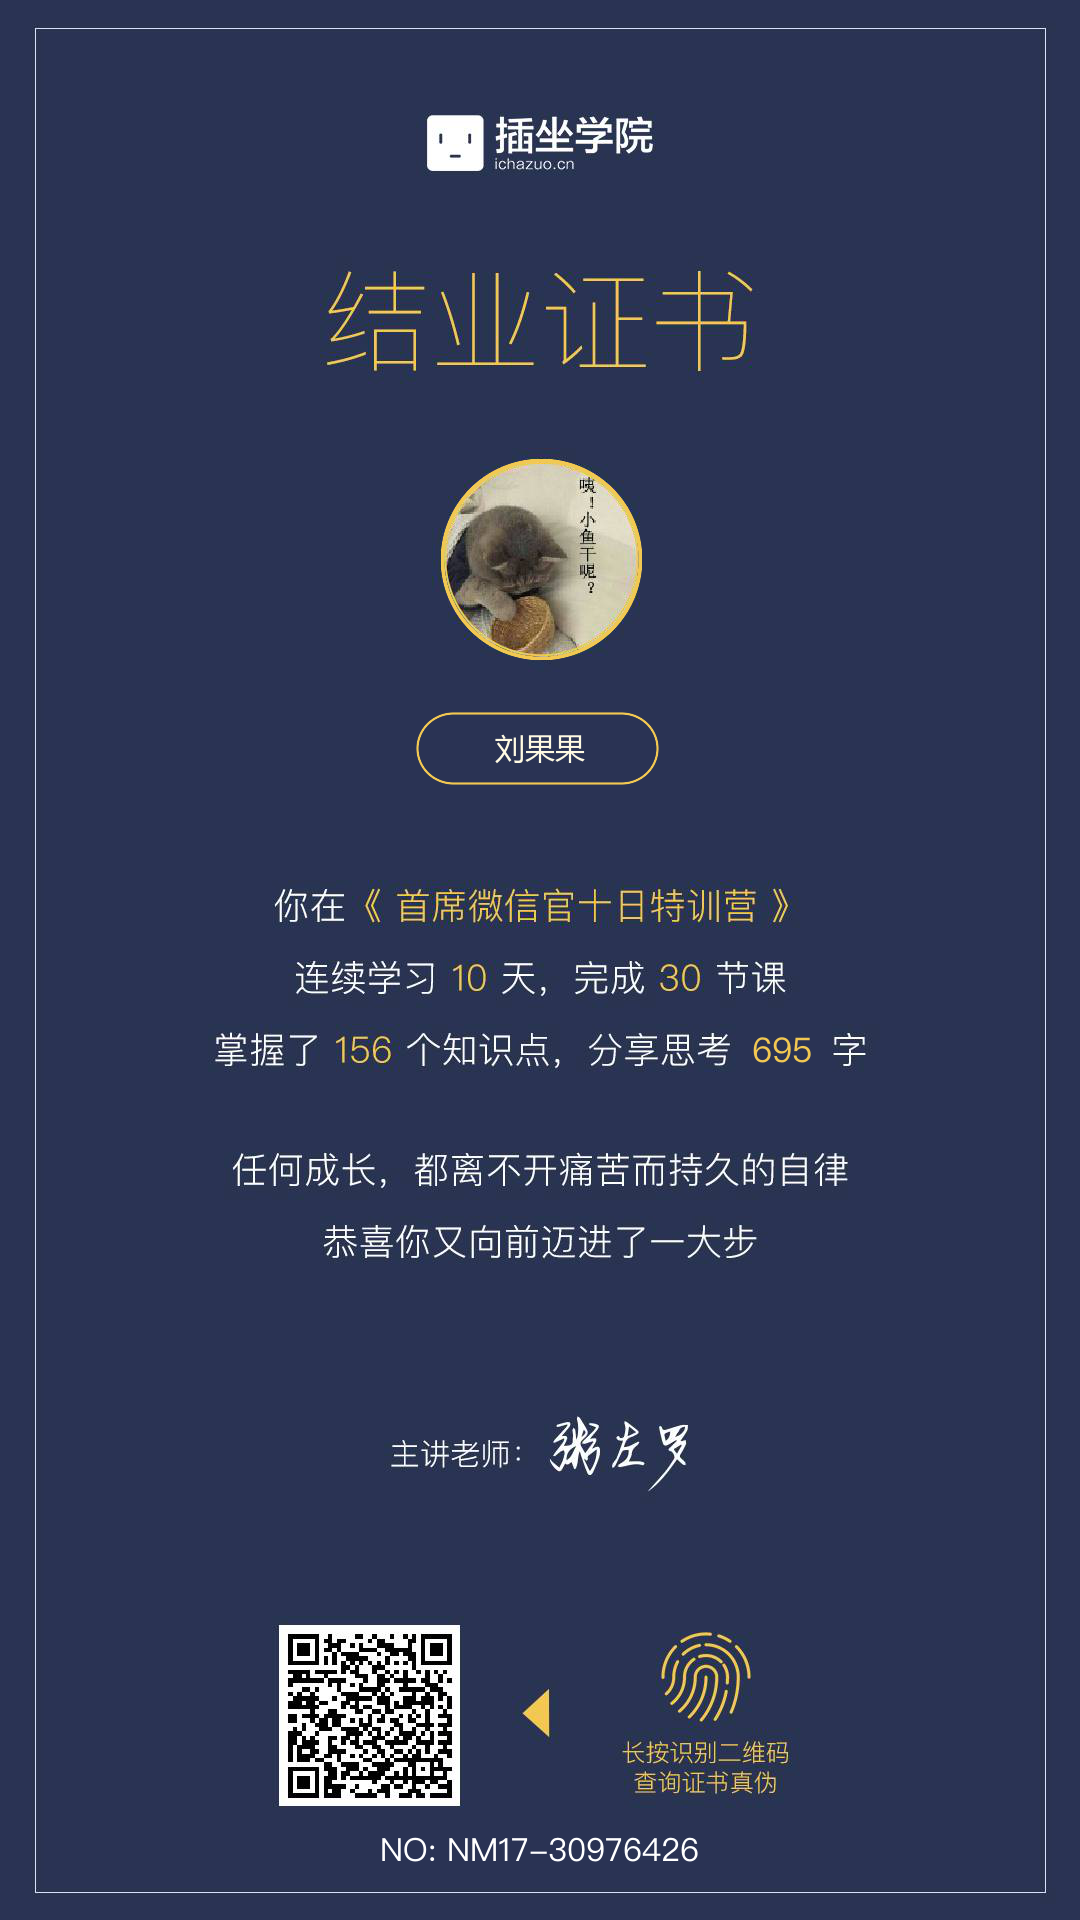 插坐学院
ichazuo.cn
结业证书
咦！小鱼干呢？
刘果果
你在《 首席微信官十日特训营 》
连续学习 10 天，完成 30 节课
掌握了 156 个知识点，分享思考 695 字
任何成长，都离不开痛苦而持久的自律
恭喜你又向前迈进了一大步
主讲老师：粥左罗
长按识别二维码
查询证书真伪
NO: NM17-30976426